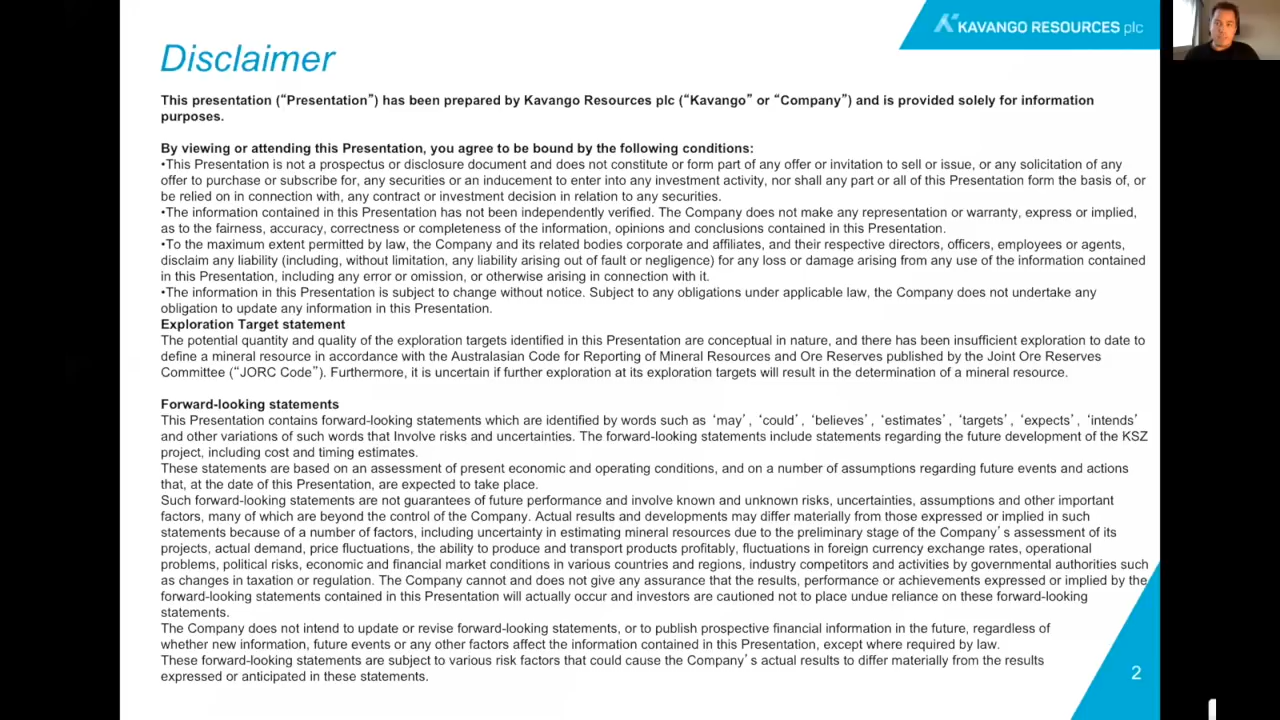 KAVANGO RESOURCES plc
Disclaimer
This presentation (“Presentation”) has been prepared by Kavango Resources plc (“Kavango” or “Company”) and is provided solely for information
purposes.
By viewing or attending this Presentation, you agree to be bound by the following conditions:
•This Presentation is not a prospectus or disclosure document and does not constitute or form part of any offer or invitation to sell or issue, or any solicitation of any
offer to purchase or subscribe for, any securities or an inducement to enter into any investment activity, nor shall any part or all of this Presentation form the basis of, or
be relied on in connection with, any contract or investment decision in relation to any securities.
•The information contained in this Presentation has not been independently verified. The Company does not make any representation or warranty, express or implied,
as to the fairness, accuracy, correctness or completeness of the information, opinions and conclusions contained in this Presentation.
•To the maximum extent permitted by law, the Company and its related bodies corporate and affiliates, and their respective directors, officers, employees or agents,
disclaim any liability (including, without limitation, any liability arising out of fault or negligence) for any loss or damage arising from any use of the information contained
in this Presentation, including any error or omission, or otherwise arising in connection with it.
•The information in this Presentation is subject to change without notice. Subject to any obligations under applicable law, the Company does not undertake any
obligation to update any information in this Presentation.
Exploration Target statement
The potential quantity and quality of the exploration targets identified in this Presentation are conceptual in nature, and there has been insufficient exploration to date to
define a mineral resource in accordance with the Australasian Code for Reporting of Mineral Resources and Ore Reserves published by the Joint Ore Reserves
Committee (“JORC Code”). Furthermore, it is uncertain if further exploration at its exploration targets will result in the determination of a mineral resource.
Forward-looking statements
This Presentation contains forward-looking statements which are identified by words such as ‘may’, ‘could’, ‘believes’, ‘estimates’, ‘targets’, ‘expects’, ‘intends’
and other variations of such words that Involve risks and uncertainties. The forward-looking statements include statements regarding the future development of the KSZ
project, including cost and timing estimates.
These statements are based on an assessment of present economic and operating conditions, and on a number of assumptions regarding future events and actions
that, at the date of this Presentation, are expected to take place.
Such forward-looking statements are not guarantees of future performance and involve known and unknown risks, uncertainties, assumptions and other important
factors, many of which are beyond the control of the Company. Actual results and developments may differ materially from those expressed or implied in such
statements because of a number of factors, including uncertainty in estimating mineral resources due to the preliminary stage of the Company’s assessment of its
projects, actual demand, price fluctuations, the ability to produce and transport products profitably, fluctuations in foreign currency exchange rates, operational
problems, political risks, economic and financial market conditions in various countries and regions, industry competitors and activities by governmental authorities such
as changes in taxation or regulation. The Company cannot and does not give any assurance that the results, performance or achievements expressed or implied by the
forward-looking statements contained in this Presentation will actually occur and investors are cautioned not to place undue reliance on these forward-looking
statements.
The Company does not intend to update or revise forward-looking statements, or to publish prospective financial information in the future, regardless of
whether new information, future events or any other factors affect the information contained in this Presentation, except where required by law.
These forward-looking statements are subject to various risk factors that could cause the Company’s actual results to differ materially from the results
expressed or anticipated in these statements.
2